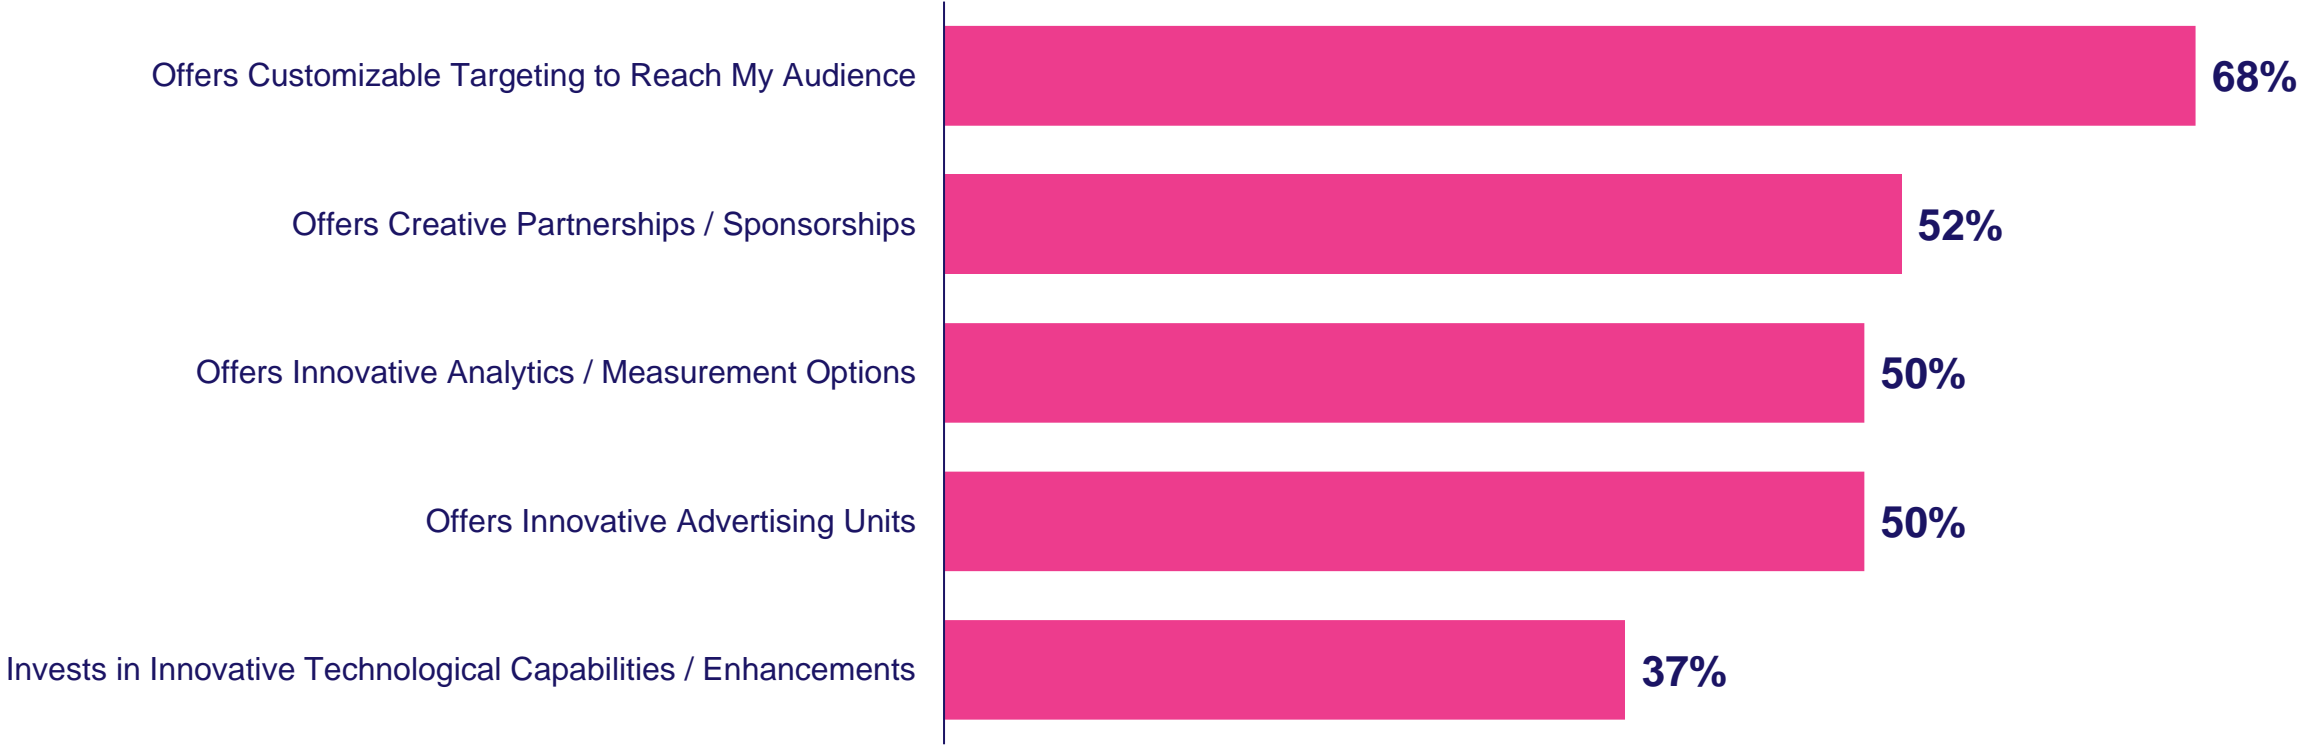 Offers Customizable Targeting to Reach My Audience 68%
Offers Creative Partnerships / Sponsorships 52%
Offers Innovative Analytics / Measurement Options 50%
Offers Innovative Advertising Units 50%
Invests in Innovative Technological Capabilities / Enhancements 37%